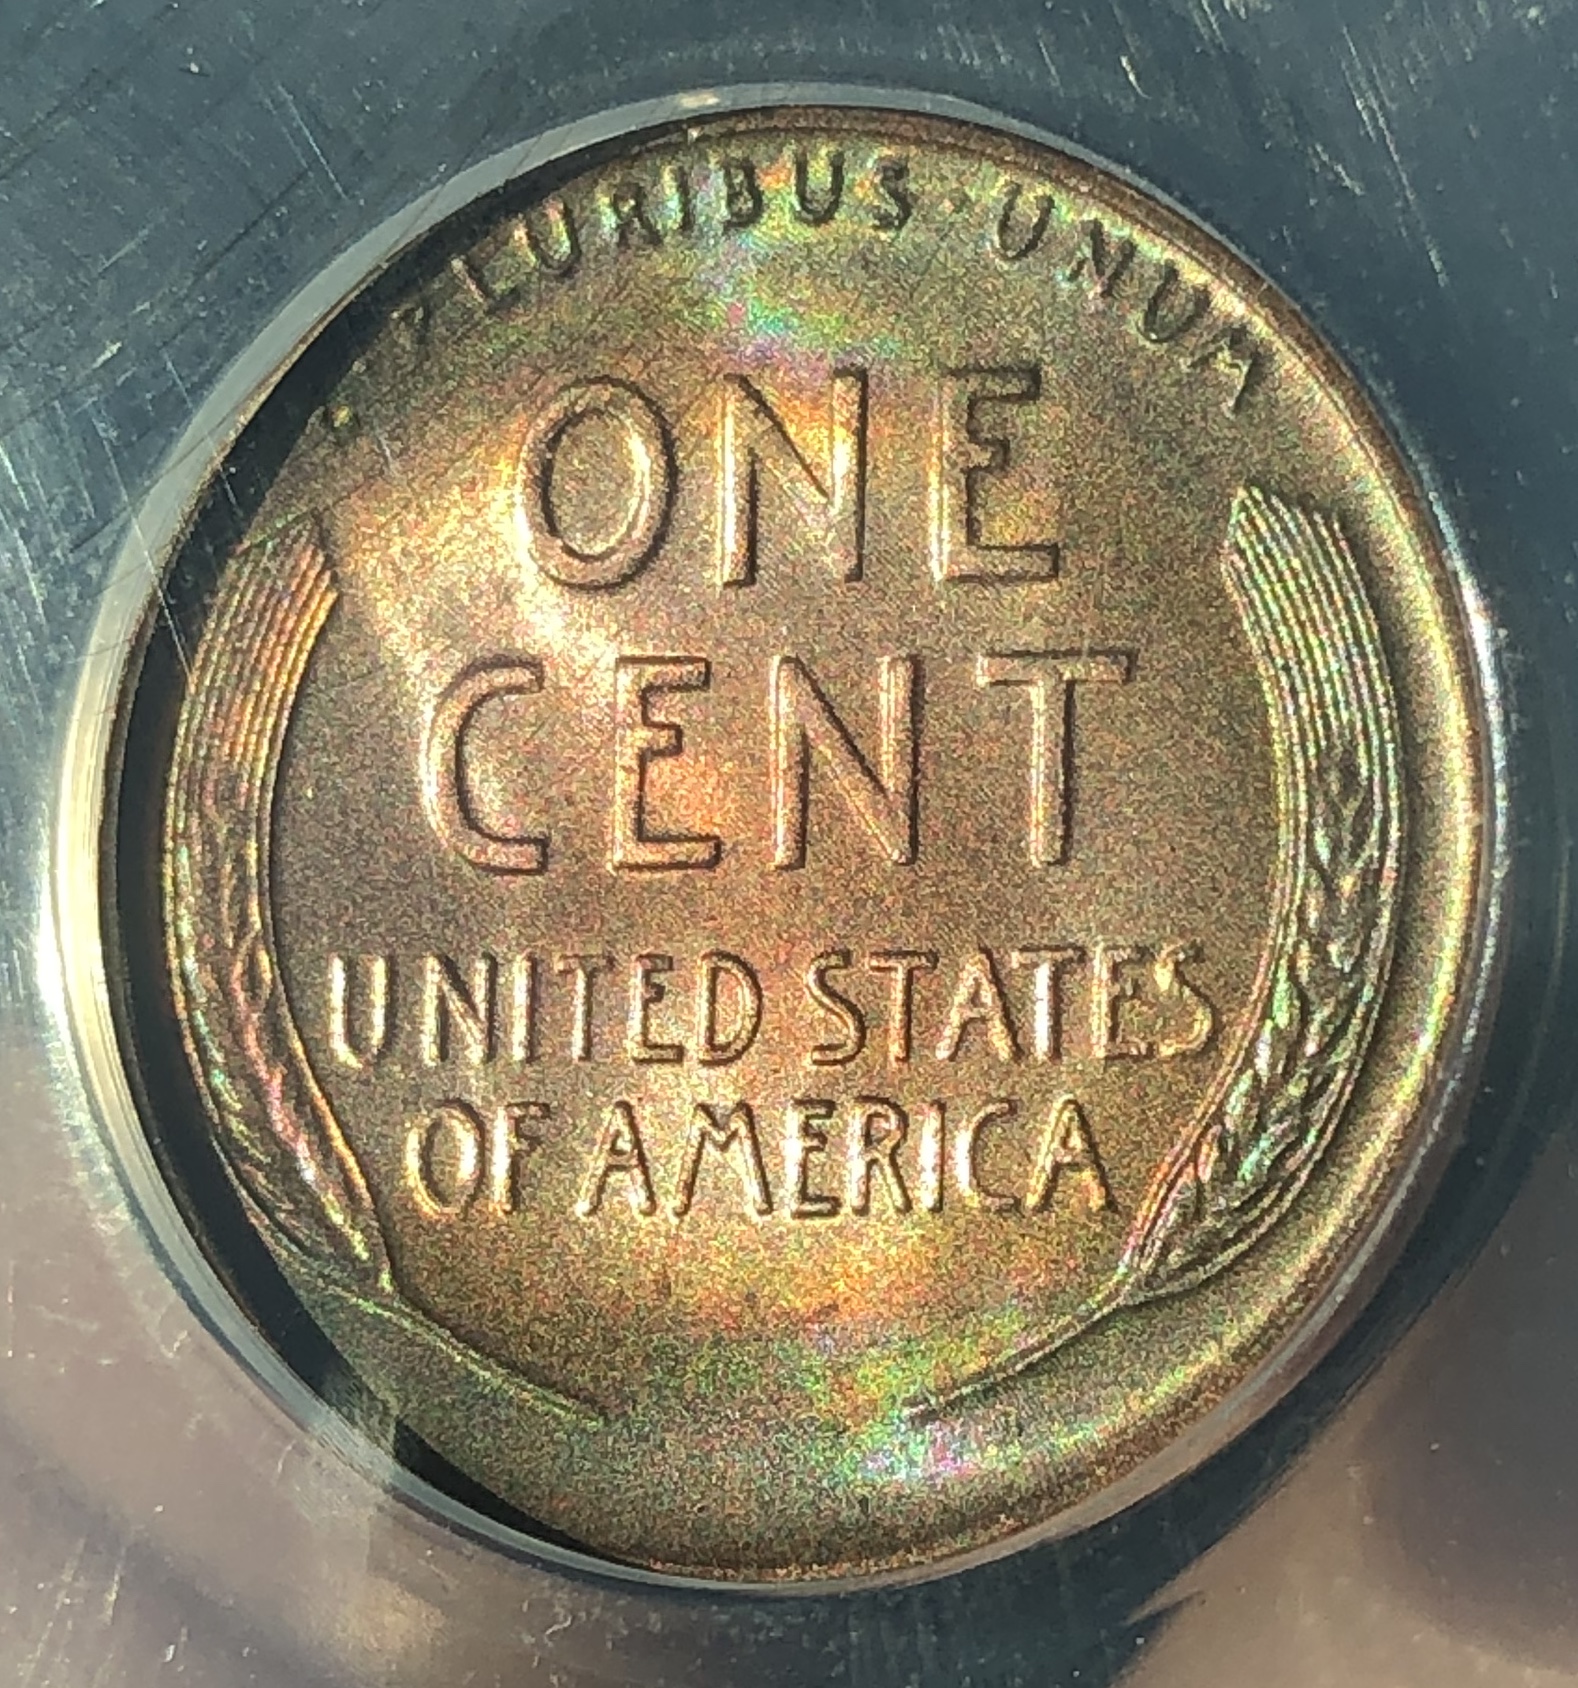 PLURIBUS · UNUM
ONE
CENT
UNITED STATES
OF AMERICA